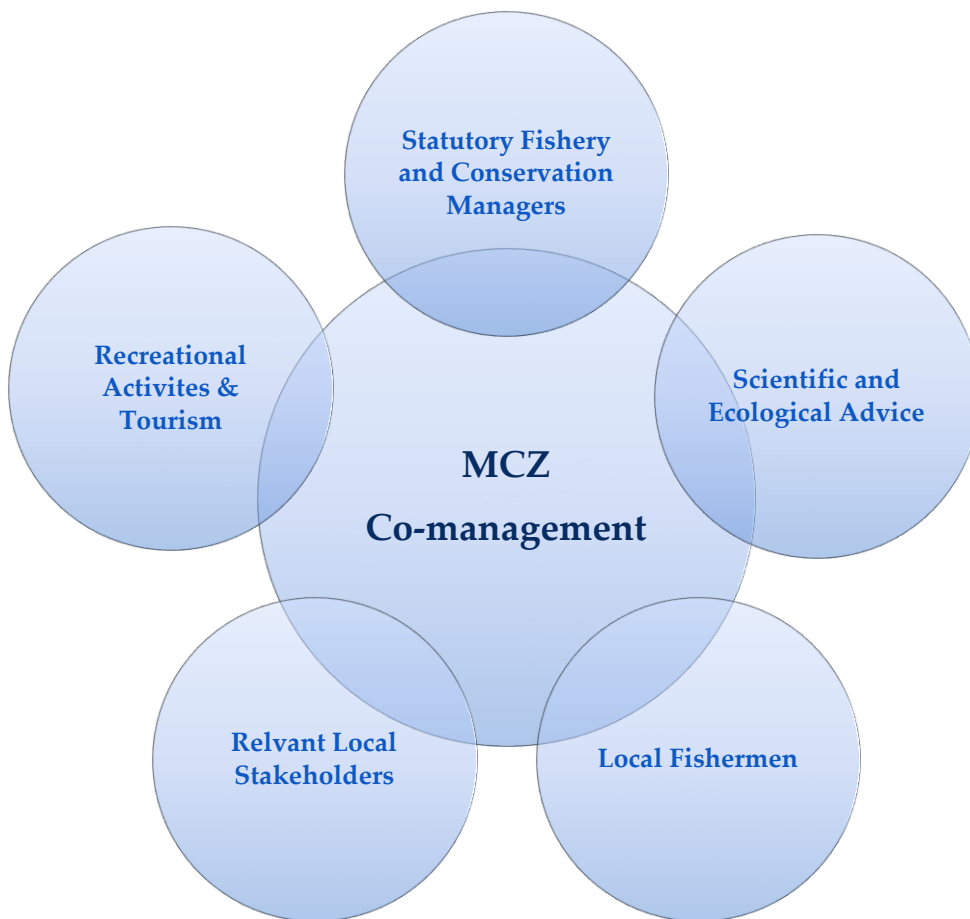 Statutory Fishery
and Conservation
Managers
Recreational
Activites &
Tourism
Scientific and
Ecological Advice
MCZ
Co-management
Relvant Local
Stakeholders
Local Fishermen